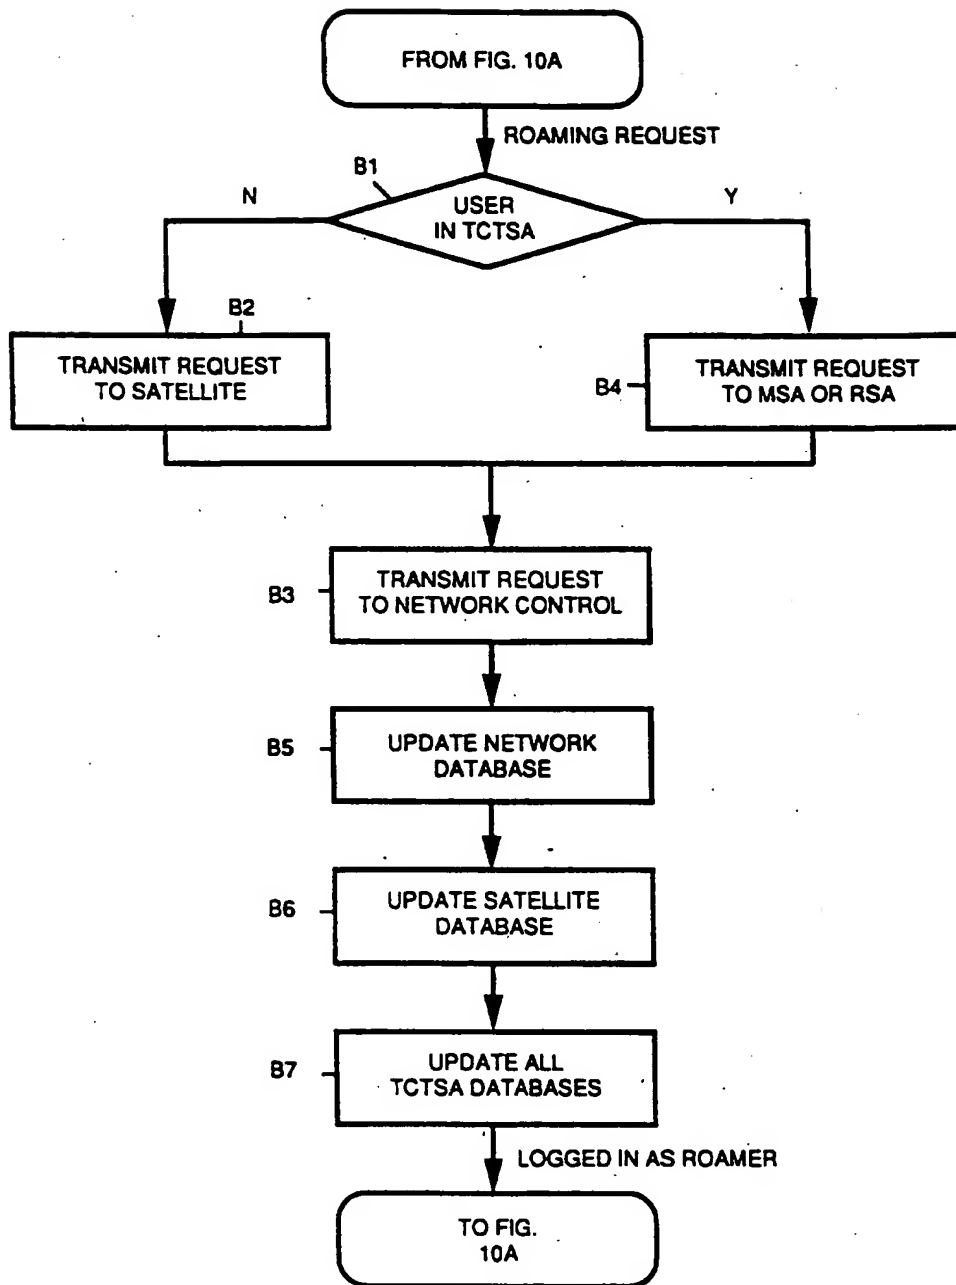 FROM FIG. 10A
ROAMING REQUEST
B1
N
USER
IN TCTSA
Y
B2
TRANSMIT REQUEST
TO SATELLITE
B4
TRANSMIT REQUEST
TO MSA OR RSA
B3
TRANSMIT REQUEST
TO NETWORK CONTROL
B5
UPDATE NETWORK
DATABASE
B6
UPDATE SATELLITE
DATABASE
B7
UPDATE ALL
TCTSA DATABASES
LOGGED IN AS ROAMER
TO FIG.
10A